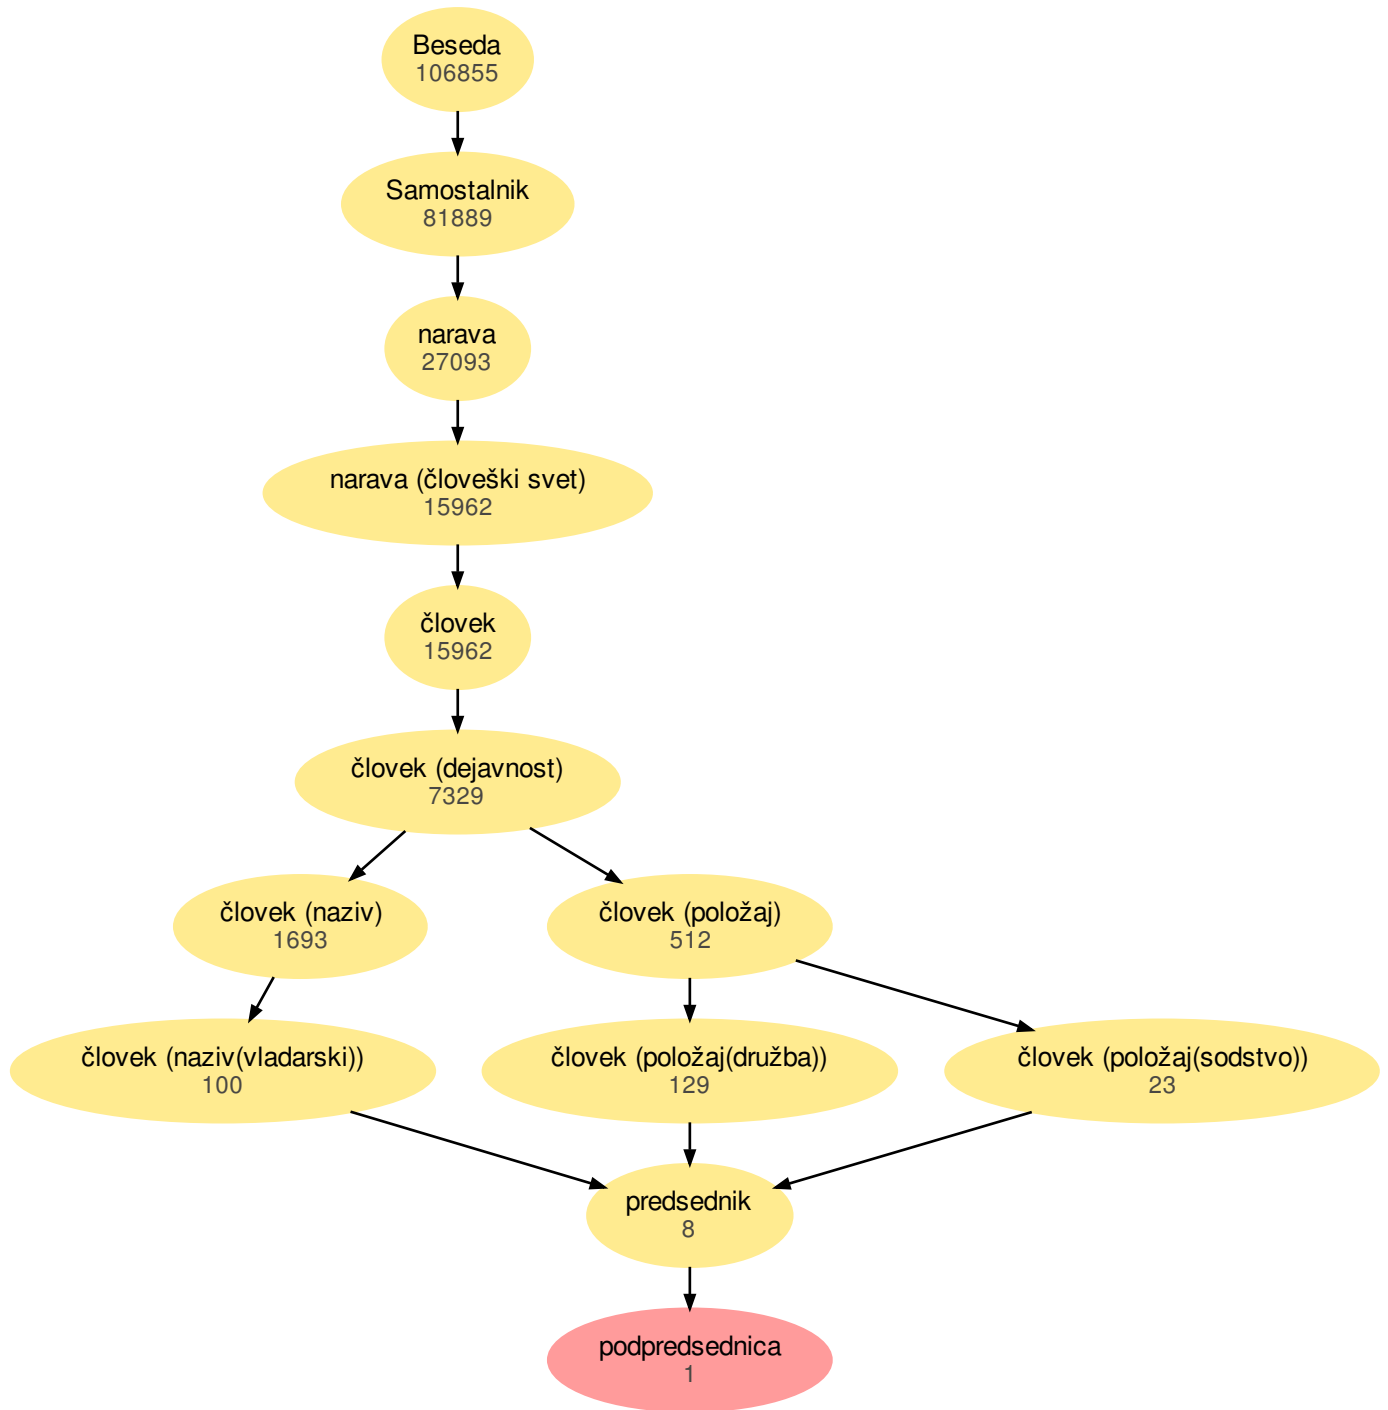 Beseda
106855
Samostalnik
81889
narava
27093
narava (človeški svet)
15962
človek
15962
človek (dejavnost)
7329
človek (naziv)
1693
človek (položaj)
512
človek (naziv(vladarski))
100
človek (položaj(družba))
129
človek (položaj(sodstvo))
23
predsednik
8
podpredsednica
1